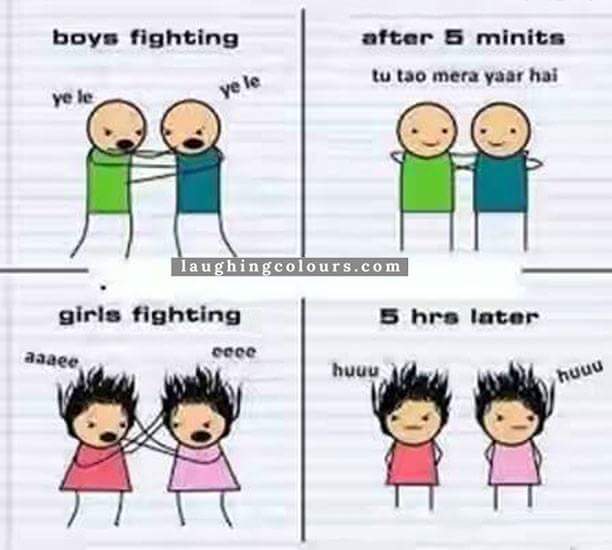 boys fighting
after 5 minits
tu tao mera yaar hai
ye le
ye le
laughingcolours.com
girls fighting
5 hrs later
aaaee
eeee
huuu
huuu